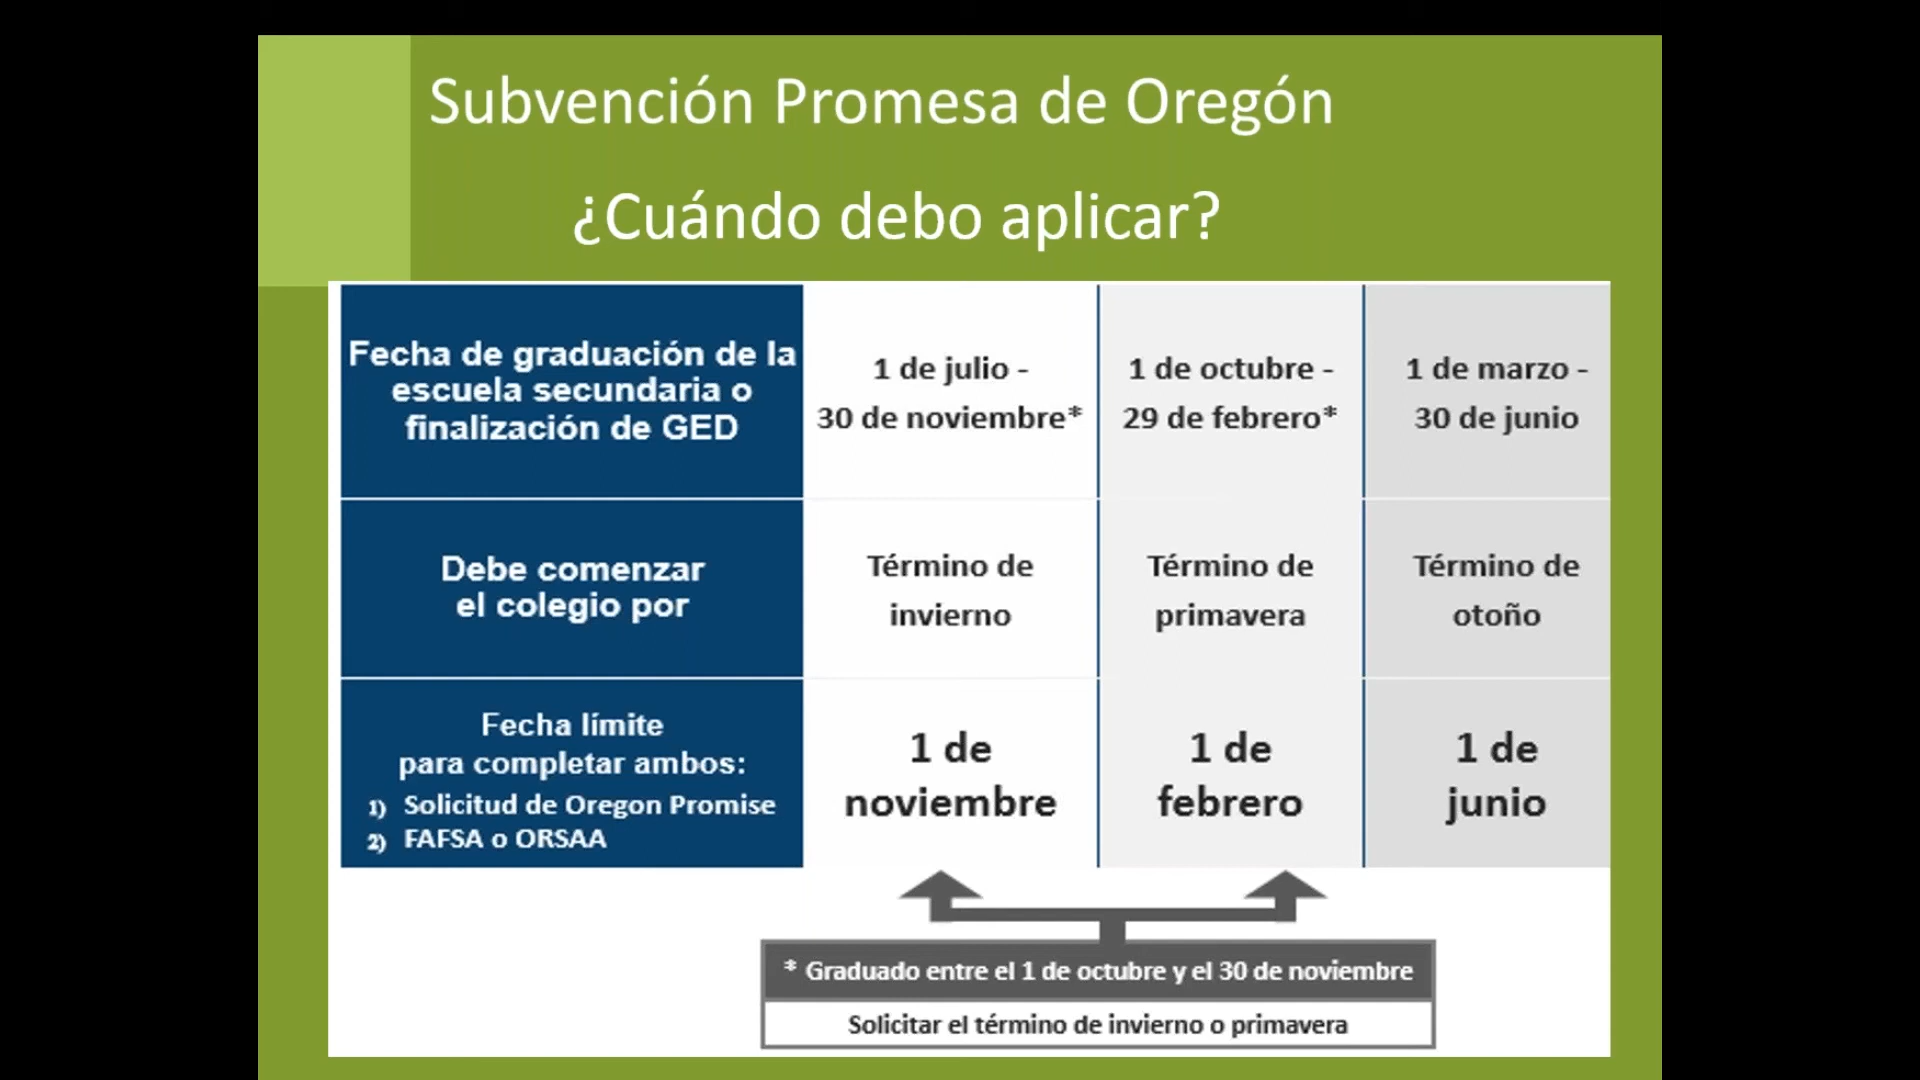 Subvención Promesa de Oregón
¿Cuándo debo aplicar?
Fecha de graduación de la
escuela secundaria o
finalización de GED
1 de julio -
30 de noviembre*
1 de octubre -
29 de febrero*
1 de marzo -
30 de junio
Debe comenzar
el colegio por
Término de
invierno
Término de
primavera
Término de
otoño
Fecha límite
para completar ambos:
1) Solicitud de Oregon Promise
2) FAFSA o ORSAA
1 de
noviembre
1 de
febrero
1 de
junio
* Graduado entre el 1 de octubre y el 30 de noviembre
Solicitar el término de invierno o primavera